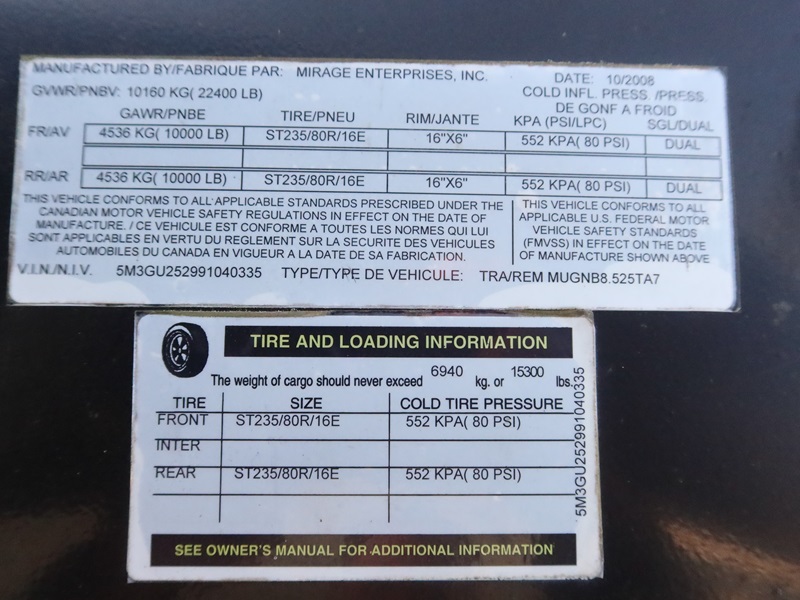 MANUFACTURED BY/FABRIQUE PAR: MIRAGE ENTERPRISES, INC. DATE: 10/2008
GVWR/PNBV: 10160 KG( 22400 LB) COLD INFL. PRESS. /PRESS.
DE GONF A FROID
GAWR/PNBE TIRE/PNEU RIM/JANTE KPA (PSI/LPC) SGL/DUAL
FR/AV 4536 KG( 10000 LB) ST235/80R/16E 16"X6" 552 KPA( 80 PSI) DUAL
RR/AR 4536 KG( 10000 LB) ST235/80R/16E 16"X6" 552 KPA( 80 PSI) DUAL
THIS VEHICLE CONFORMS TO ALL APPLICABLE STANDARDS PRESCRIBED UNDER THE
CANADIAN MOTOR VEHICLE SAFETY REGULATIONS IN EFFECT ON THE DATE OF
MANUFACTURE. / CE VEHICULE EST CONFORME A TOUTES LES NORMES QUI LUI
SONT APPLICABLES EN VERTU DU REGLEMENT SUR LA SECURITE DES VEHICULES
AUTOMOBILES DU CANADA EN VIGUEUR A LA DATE DE SA FABRICATION.
THIS VEHICLE CONFORMS TO ALL
APPLICABLE U.S. FEDERAL MOTOR
VEHICLE SAFETY STANDARDS
(FMVSS) IN EFFECT ON THE DATE
OF MANUFACTURE SHOWN ABOVE
V.I.N./N.I.V. 5M3GU252991040335 TYPE/TYPE DE VEHICULE: TRA/REM MUGNB8.525TA7
TIRE AND LOADING INFORMATION
The weight of cargo should never exceed 6940 kg. or 15300 lbs.
TIRE SIZE COLD TIRE PRESSURE
FRONT ST235/80R/16E 552 KPA( 80 PSI)
INTER
REAR ST235/80R/16E 552 KPA( 80 PSI)
5M3GU252991040335
SEE OWNER'S MANUAL FOR ADDITIONAL INFORMATION